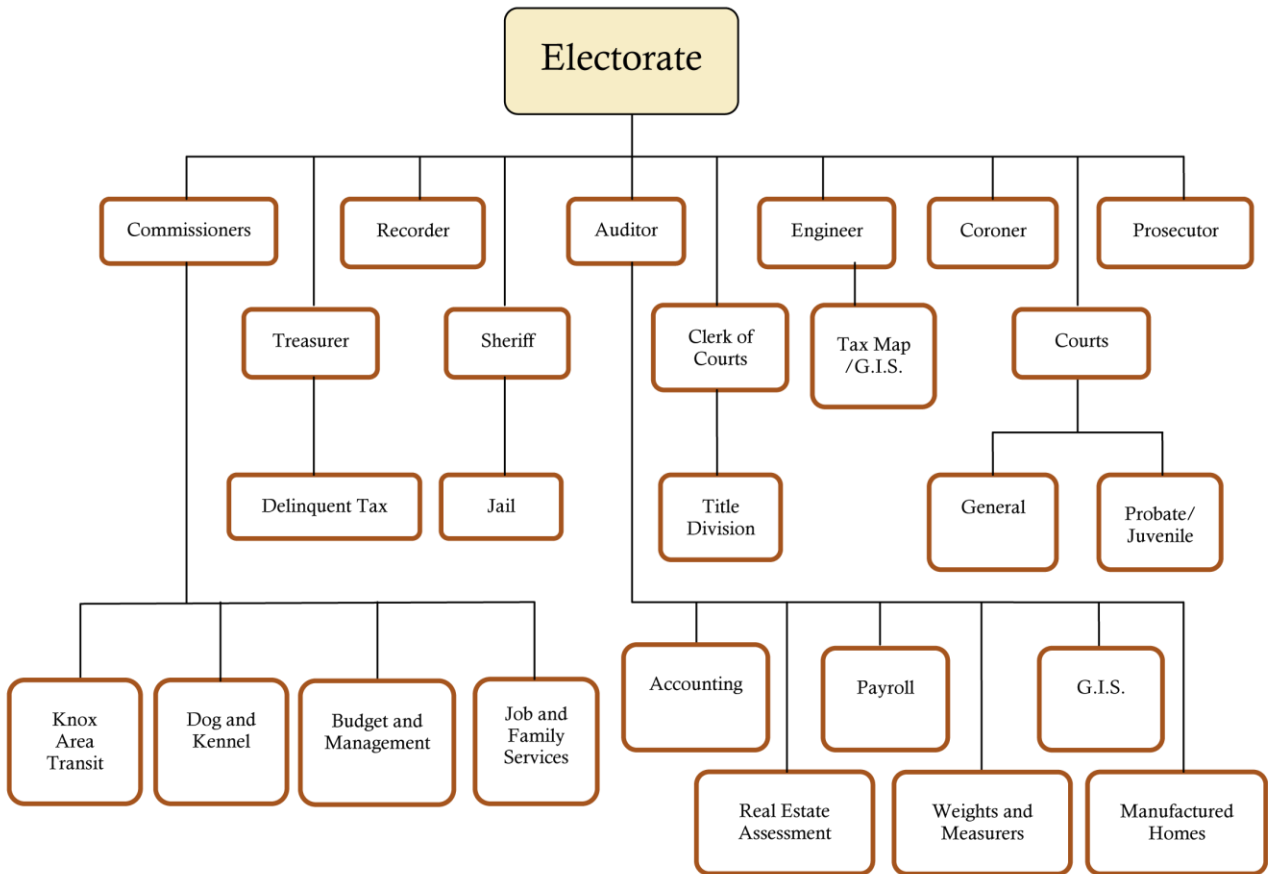 Electorate
Commissioners
Recorder
Auditor
Engineer
Coroner
Prosecutor
Treasurer
Sheriff
Clerk of
Courts
Tax Map
/G.I.S.
Courts
Delinquent Tax
Jail
Title
Division
General
Probate/
Juvenile
Knox
Area
Transit
Dog and
Kennel
Budget and
Management
Job and
Family
Services
Accounting
Payroll
G.I.S.
Real Estate
Assessment
Weights and
Measurers
Manufactured
Homes